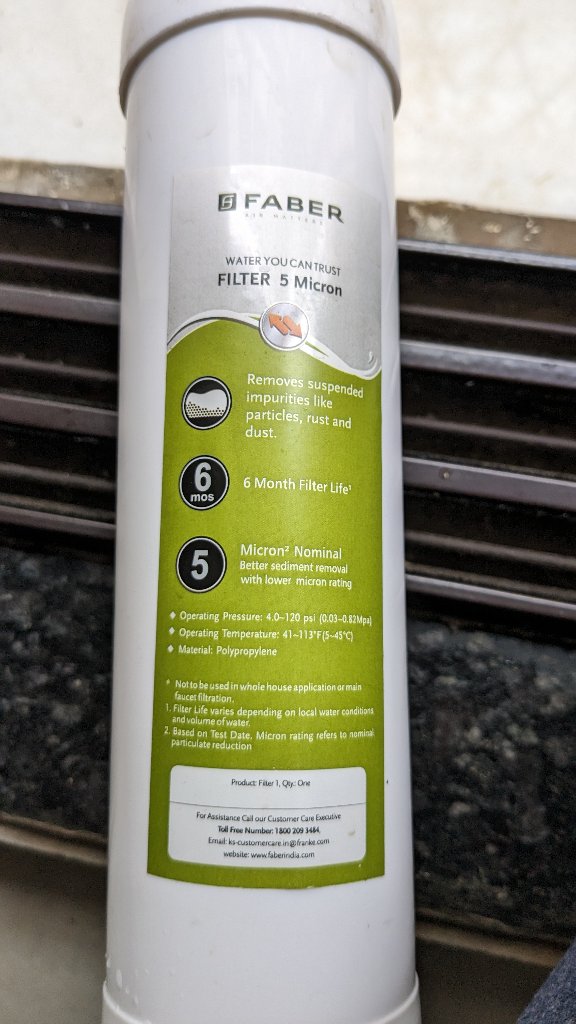 FABER
AIR MATTERS
WATER YOU CAN TRUST
FILTER 5 Micron
Removes suspended
impurities like
particles, rust and
dust.
6
mos
6 Month Filter Life¹
5
Micron² Nominal
Better sediment removal
with lower micron rating
◆ Operating Pressure: 4.0~120 psi (0.03~0.82Mpa)
◆ Operating Temperature: 41~113°F(5~45°C)
◆ Material: Polypropylene
* Not to be used in whole house application or main
faucet filtration.
1. Filter Life varies depending on local water conditions
and volume of water.
2. Based on Test Date. Micron rating refers to nominal
particulate reduction
Product: Filter 1, Qty.: One
For Assistance Call our Customer Care Executive
Toll Free Number: 1800 209 3484,
Email: ks-customercare.in@franke.com
website: www.faberindia.com